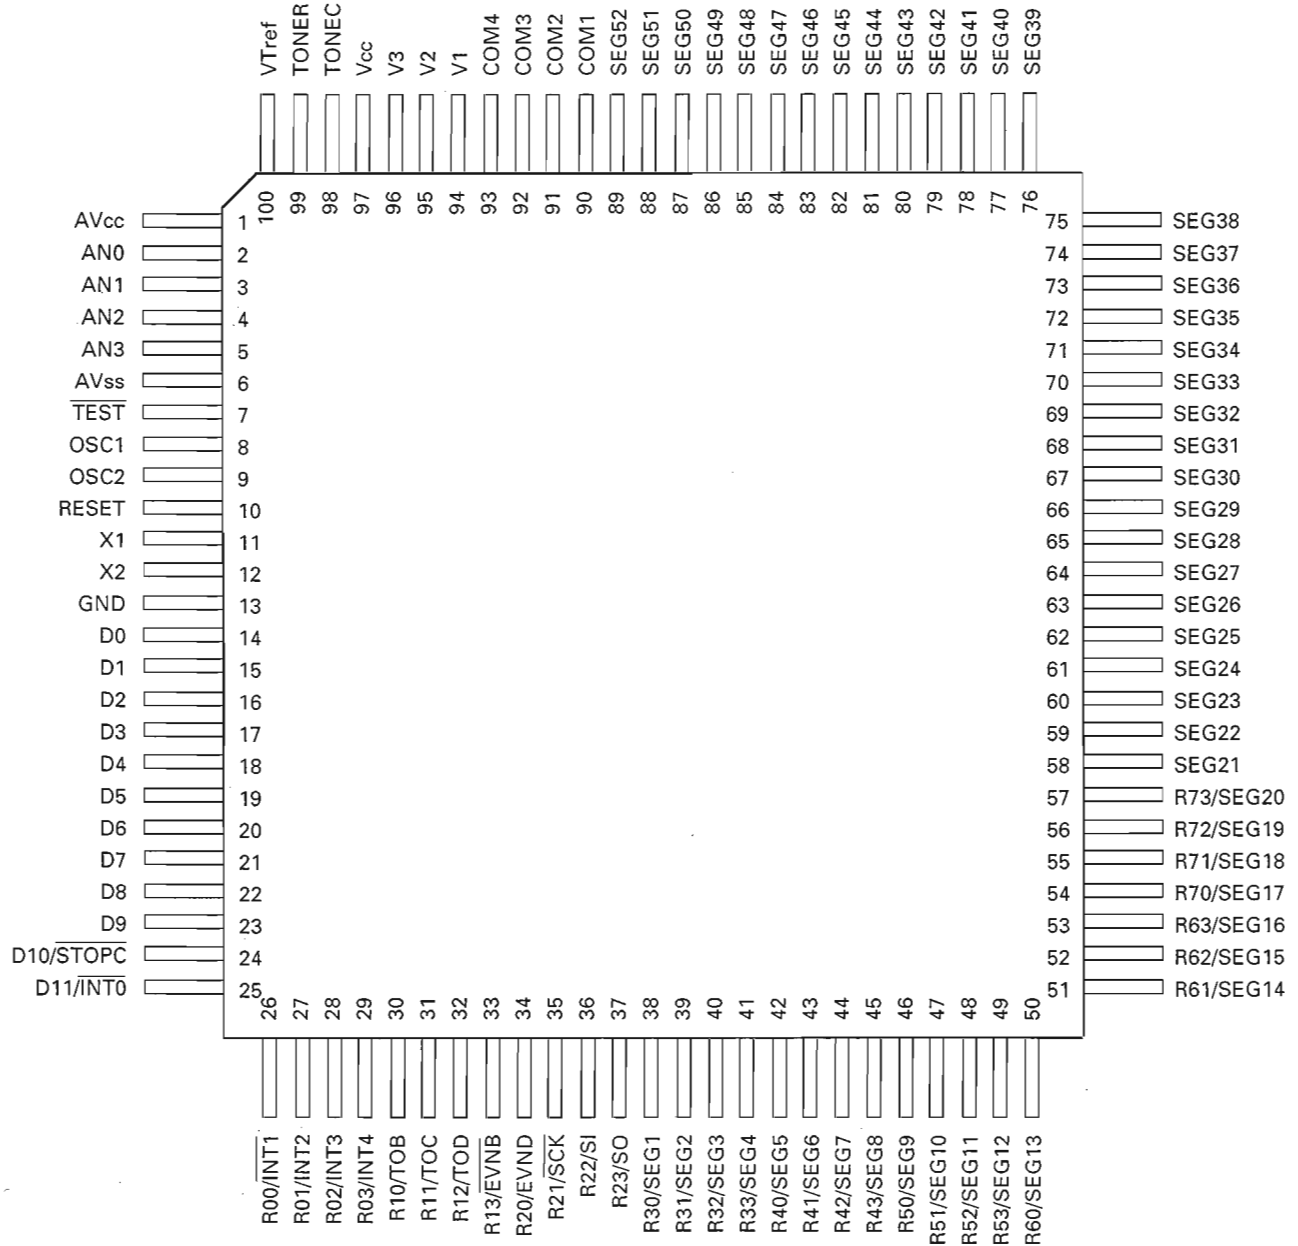 VTref
TONER
TONEC
Vcc
V3
V2
V1
COM4
COM3
COM2
COM1
SEG52
SEG51
SEG50
SEG49
SEG48
SEG47
SEG46
SEG45
SEG44
SEG43
SEG42
SEG41
SEG40
SEG39
100
99
98
97
96
95
94
93
92
91
90
89
88
87
86
85
84
83
82
81
80
79
78
77
76
AVcc 1
AN0 2
AN1 3
AN2 4
AN3 5
AVss 6
TEST 7
OSC1 8
OSC2 9
RESET 10
X1 11
X2 12
GND 13
D0 14
D1 15
D2 16
D3 17
D4 18
D5 19
D6 20
D7 21
D8 22
D9 23
D10/STOPC 24
D11/INT0 25
75 SEG38
74 SEG37
73 SEG36
72 SEG35
71 SEG34
70 SEG33
69 SEG32
68 SEG31
67 SEG30
66 SEG29
65 SEG28
64 SEG27
63 SEG26
62 SEG25
61 SEG24
60 SEG23
59 SEG22
58 SEG21
57 R73/SEG20
56 R72/SEG19
55 R71/SEG18
54 R70/SEG17
53 R63/SEG16
52 R62/SEG15
51 R61/SEG14
26
27
28
29
30
31
32
33
34
35
36
37
38
39
40
41
42
43
44
45
46
47
48
49
50
R00/INT1
R01/INT2
R02/INT3
R03/INT4
R10/TOB
R11/TOC
R12/TOD
R13/EVNB
R20/EVND
R21/SCK
R22/SI
R23/SO
R30/SEG1
R31/SEG2
R32/SEG3
R33/SEG4
R40/SEG5
R41/SEG6
R42/SEG7
R43/SEG8
R50/SEG9
R51/SEG10
R52/SEG11
R53/SEG12
R60/SEG13